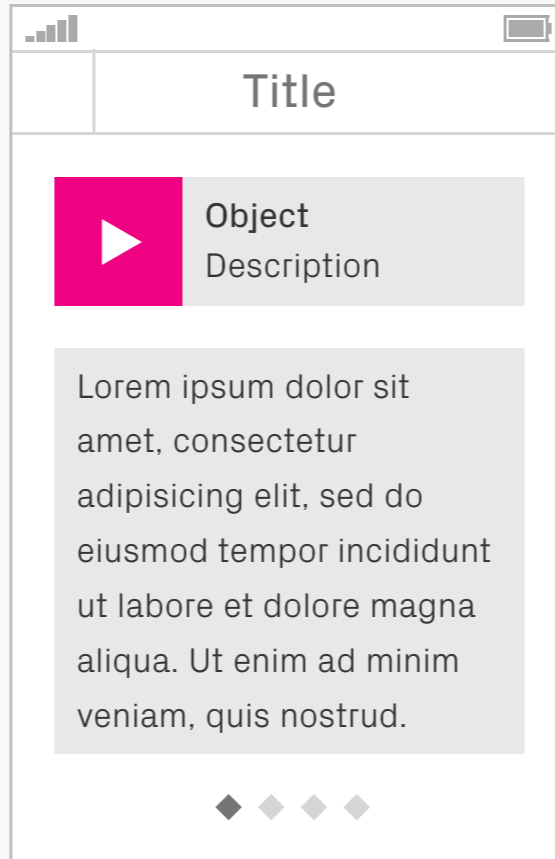 Title
Object
Description
Lorem ipsum dolor sit
amet, consectetur
adipisicing elit, sed do
eiusmod tempor incididunt
ut labore et dolore magna
aliqua. Ut enim ad minim
veniam, quis nostrud.